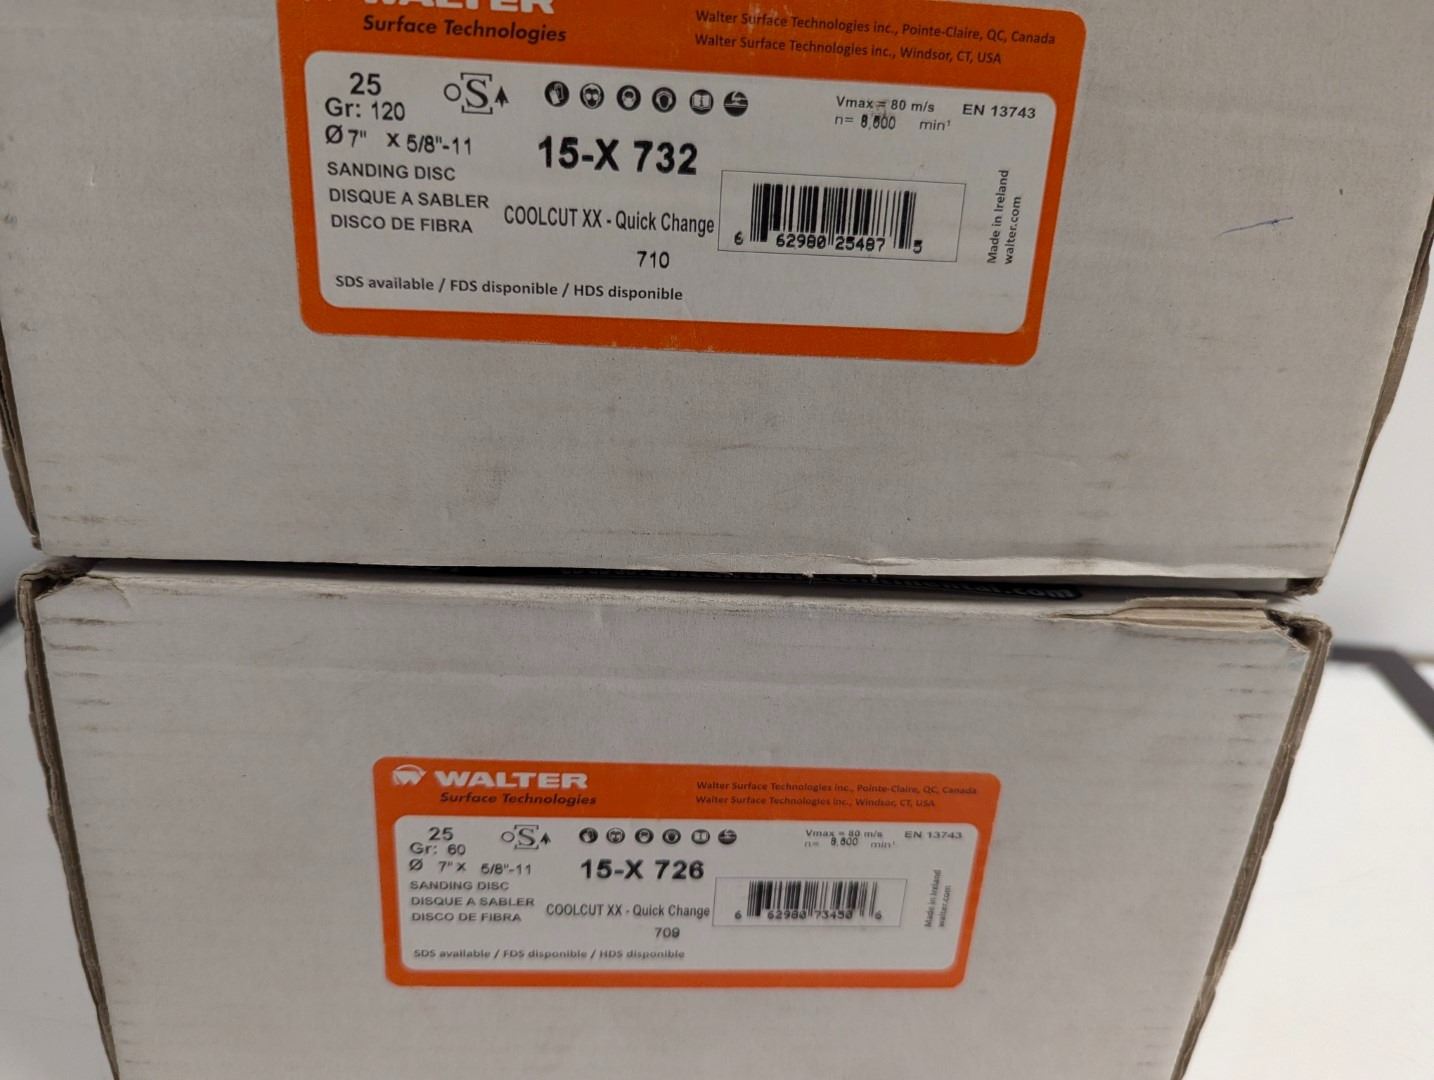 WALTER
Surface Technologies
Walter Surface Technologies inc., Pointe-Claire, QC, Canada
Walter Surface Technologies inc., Windsor, CT, USA
25
Gr: 120
Ø 7" X 5/8"-11
SANDING DISC
DISQUE A SABLER
DISCO DE FIBRA
15-X 732
COOLCUT XX - Quick Change
710
SDS available / FDS disponible / HDS disponible
Vmax = 80 m/s
n= 8,600 min¹
EN 13743
6 62980 25487 5
Made in Ireland
walter.com
WALTER
Surface Technologies
Walter Surface Technologies inc., Pointe-Claire, QC, Canada
Walter Surface Technologies inc., Windsor, CT, USA
25
Gr: 60
Ø 7" X 5/8"-11
SANDING DISC
DISQUE A SABLER
DISCO DE FIBRA
15-X 726
COOLCUT XX - Quick Change
709
SDS available / FDS disponible / HDS disponible
Vmax = 80 m/s
n= 8,600 min¹
EN 13743
6 62980 73450 6
Made in Ireland
walter.com